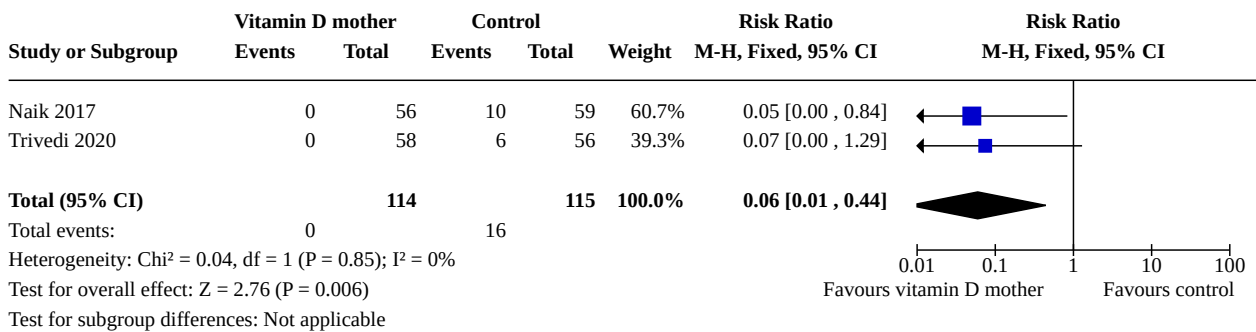 Vitamin D mother Control Risk Ratio Risk Ratio
Study or Subgroup Events Total Events Total Weight M-H, Fixed, 95% CI M-H, Fixed, 95% CI
Naik 2017 0 56 10 59 60.7% 0.05 [0.00 , 0.84]
Trivedi 2020 0 58 6 56 39.3% 0.07 [0.00 , 1.29]
Total (95% CI) 114 115 100.0% 0.06 [0.01 , 0.44]
Total events: 0 16
Heterogeneity: Chi² = 0.04, df = 1 (P = 0.85); I² = 0%
0.01 0.1 1 10 100
Test for overall effect: Z = 2.76 (P = 0.006)
Favours vitamin D mother Favours control
Test for subgroup differences: Not applicable